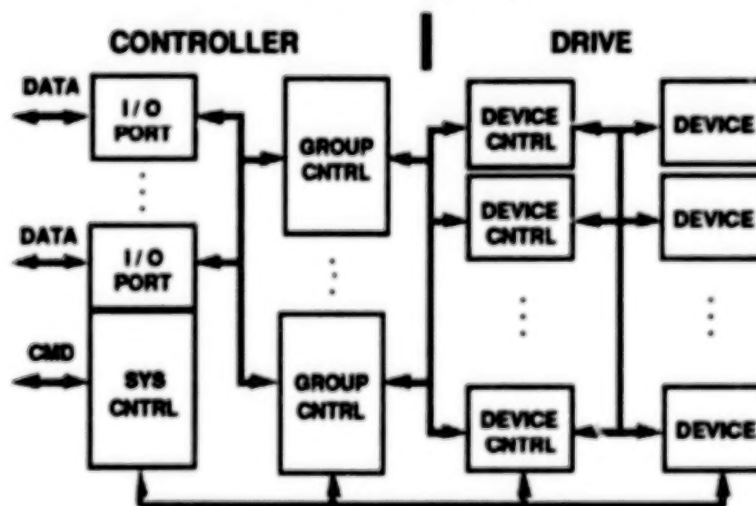 CONTROLLER
DRIVE
DATA
I / O
PORT
GROUP
CNTRL
DEVICE
CNTRL
DEVICE
DEVICE
CNTRL
DEVICE
DATA
I / O
PORT
CMD
SYS
CNTRL
GROUP
CNTRL
DEVICE
CNTRL
DEVICE